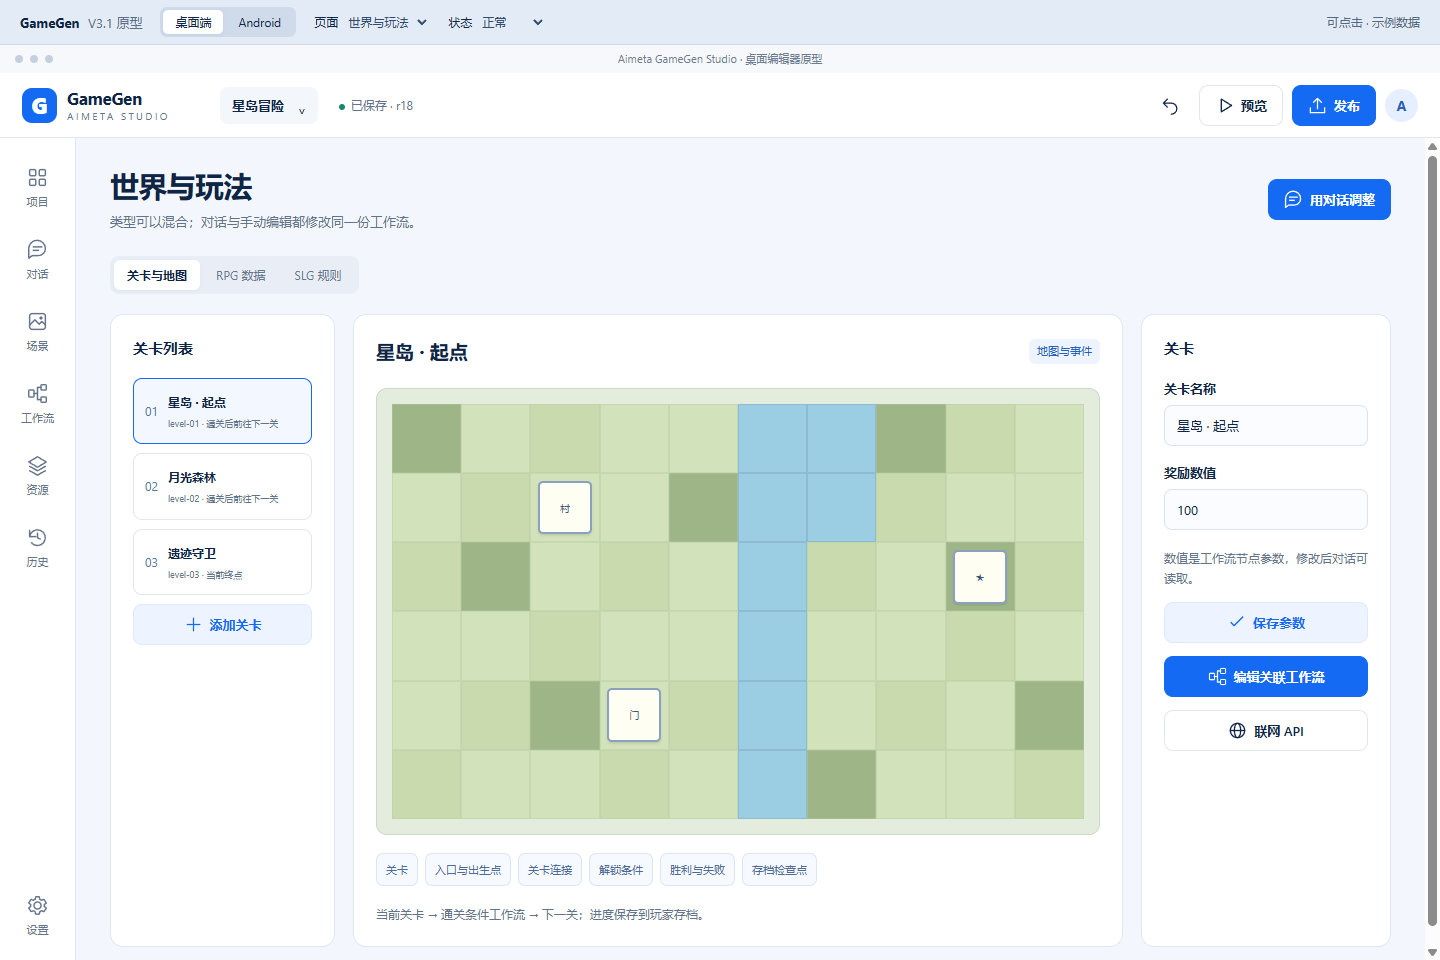 GameGen V3.1 原型 桌面端 Android 页面 世界与玩法 状态 正常 可点击 · 示例数据
Aimeta GameGen Studio · 桌面编辑器原型
G GameGen
AIMETA STUDIO
星岛冒险
已保存 · r18
预览
发布
A
项目
对话
场景
工作流
资源
历史
设置
世界与玩法
类型可以混合；对话与手动编辑都修改同一份工作流。
用对话调整
关卡与地图 RPG 数据 SLG 规则
关卡列表
01 星岛 · 起点
level-01 · 通关后前往下一关
02 月光森林
level-02 · 通关后前往下一关
03 遗迹守卫
level-03 · 当前终点
添加关卡
星岛 · 起点
地图与事件
村
★
门
关卡 入口与出生点 关卡连接 解锁条件 胜利与失败 存档检查点
当前关卡 → 通关条件工作流 → 下一关；进度保存到玩家存档。
关卡
关卡名称
星岛 · 起点
奖励数值
100
数值是工作流节点参数，修改后对话可
读取。
保存参数
编辑关联工作流
联网 API